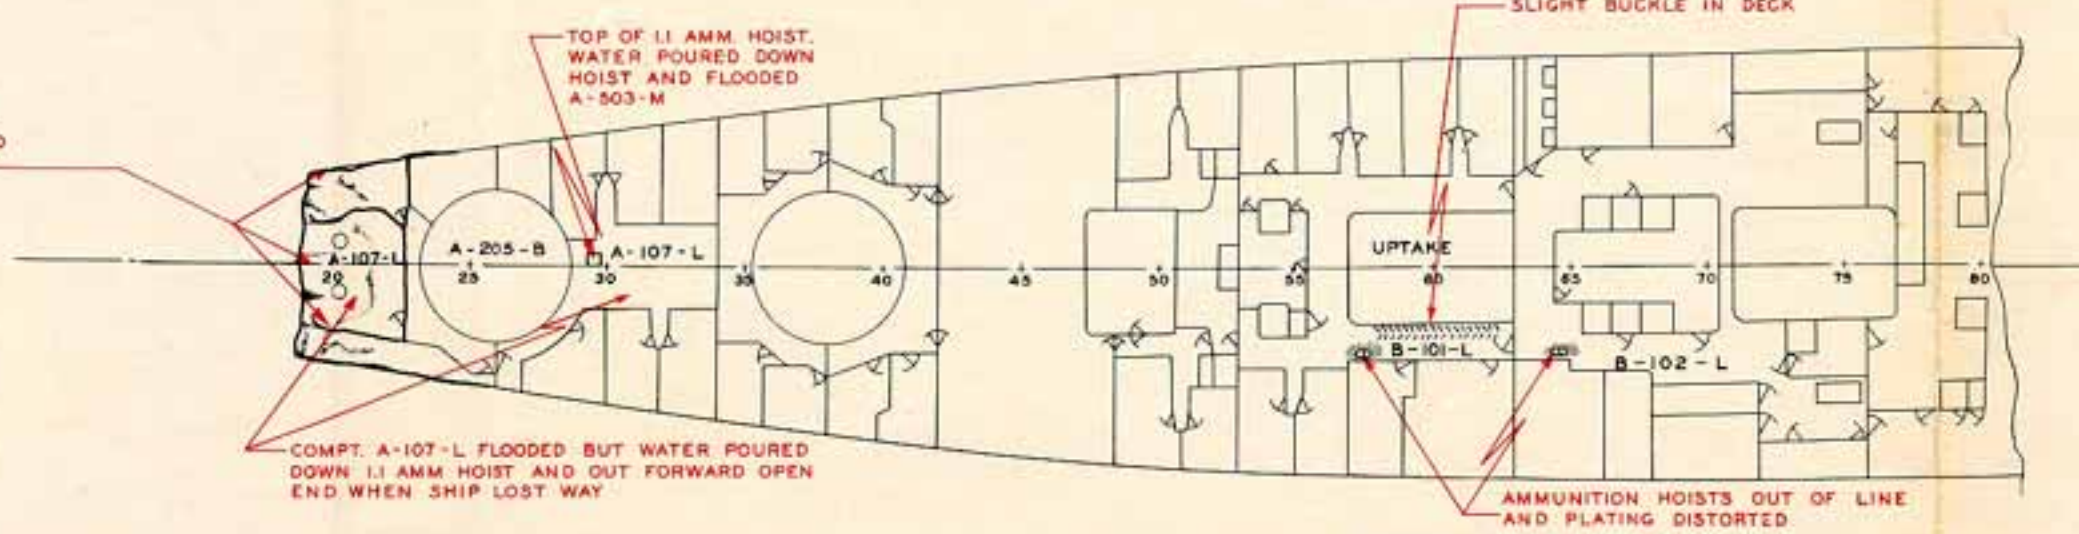 SLIGHT BUCKLE IN DECK
TOP OF 1.1 AMM. HOIST.
WATER POURED DOWN
HOIST AND FLOODED
A-503-M
A-107-L
A-205-B
A-107-L
UPTAKE
20 25 30 35 40 45 50 55 60 65 70 75 80
B-101-L
B-102-L
COMPT. A-107-L FLOODED BUT WATER POURED
DOWN 1.1 AMM HOIST AND OUT FORWARD OPEN
END WHEN SHIP LOST WAY
AMMUNITION HOISTS OUT OF LINE
AND PLATING DISTORTED